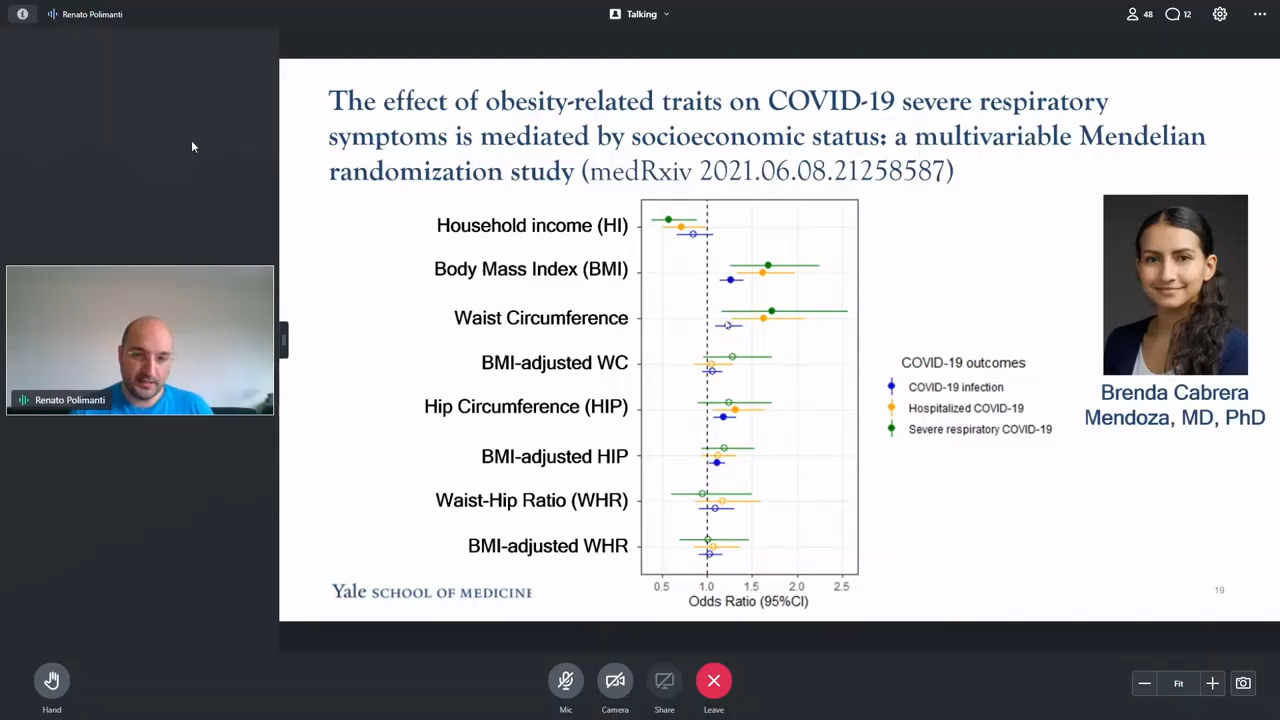 Renato Polimanti
Talking
48
12
The effect of obesity-related traits on COVID-19 severe respiratory
symptoms is mediated by socioeconomic status: a multivariable Mendelian
randomization study (medRxiv 2021.06.08.21258587)
Household income (HI)
Body Mass Index (BMI)
Waist Circumference
BMI-adjusted WC
Hip Circumference (HIP)
BMI-adjusted HIP
Waist-Hip Ratio (WHR)
BMI-adjusted WHR
0.5 1.0 1.5 2.0 2.5
Odds Ratio (95%CI)
COVID-19 outcomes
COVID-19 infection
Hospitalized COVID-19
Severe respiratory COVID-19
Brenda Cabrera
Mendoza, MD, PhD
Renato Polimanti
Yale SCHOOL OF MEDICINE
19
Hand
Mic
Camera
Share
Leave
Fit